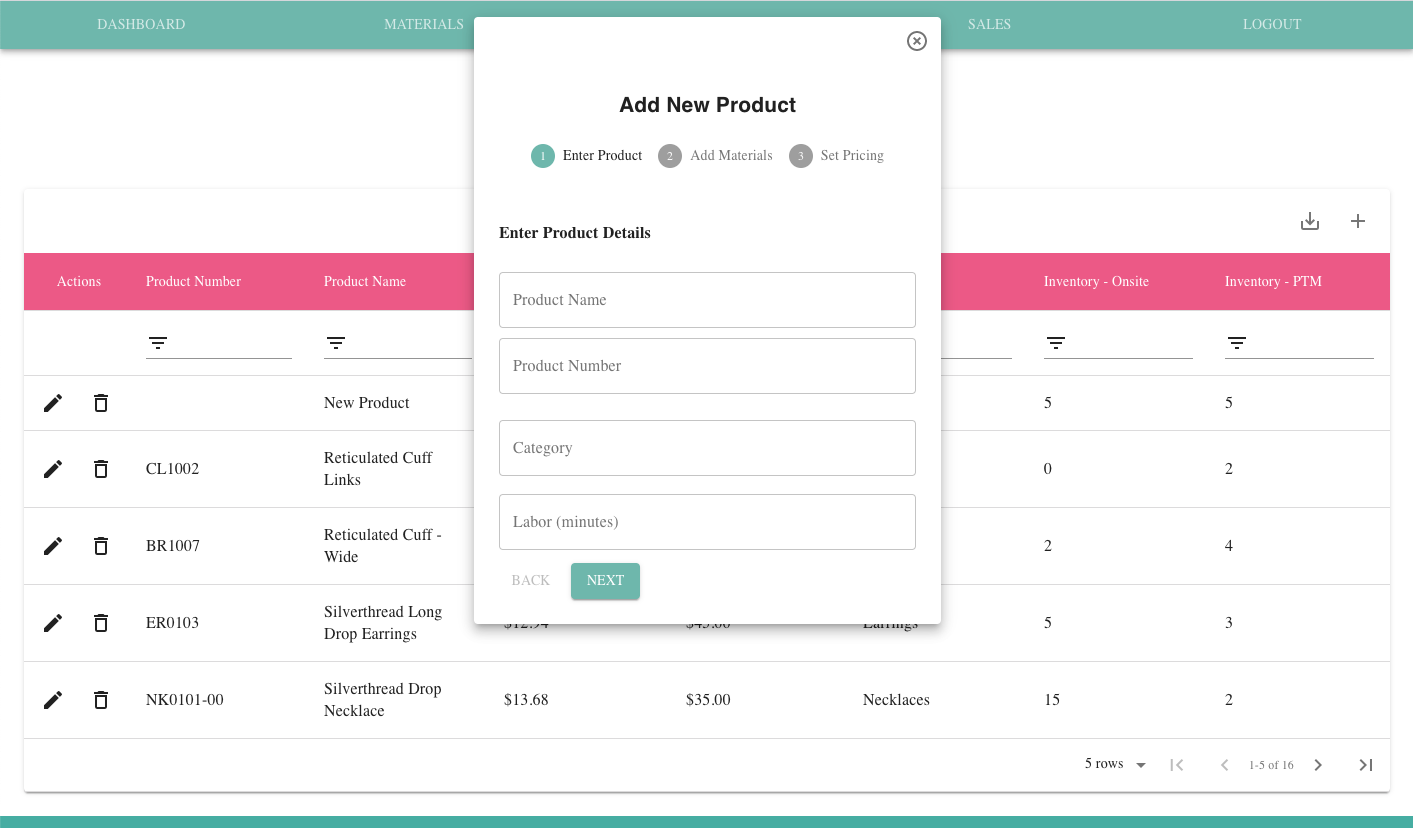 DASHBOARD MATERIALS SALES LOGOUT
Add New Product
1 Enter Product 2 Add Materials 3 Set Pricing
Enter Product Details
Product Name
Product Number
Category
Labor (minutes)
BACK NEXT
Actions Product Number Product Name Inventory - Onsite Inventory - PTM
New Product 5 5
CL1002 Reticulated Cuff
Links 0 2
BR1007 Reticulated Cuff -
Wide 2 4
ER0103 Silverthread Long
Drop Earrings $12.94 $45.00 Earrings 5 3
NK0101-00 Silverthread Drop
Necklace $13.68 $35.00 Necklaces 15 2
5 rows 1-5 of 16